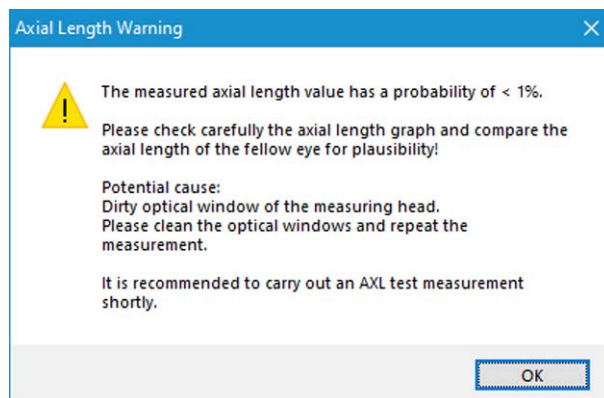 Axial Length Warning
The measured axial length value has a probability of < 1%.
Please check carefully the axial length graph and compare the
axial length of the fellow eye for plausibility!
Potential cause:
Dirty optical window of the measuring head.
Please clean the optical windows and repeat the
measurement.
It is recommended to carry out an AXL test measurement
shortly.
OK